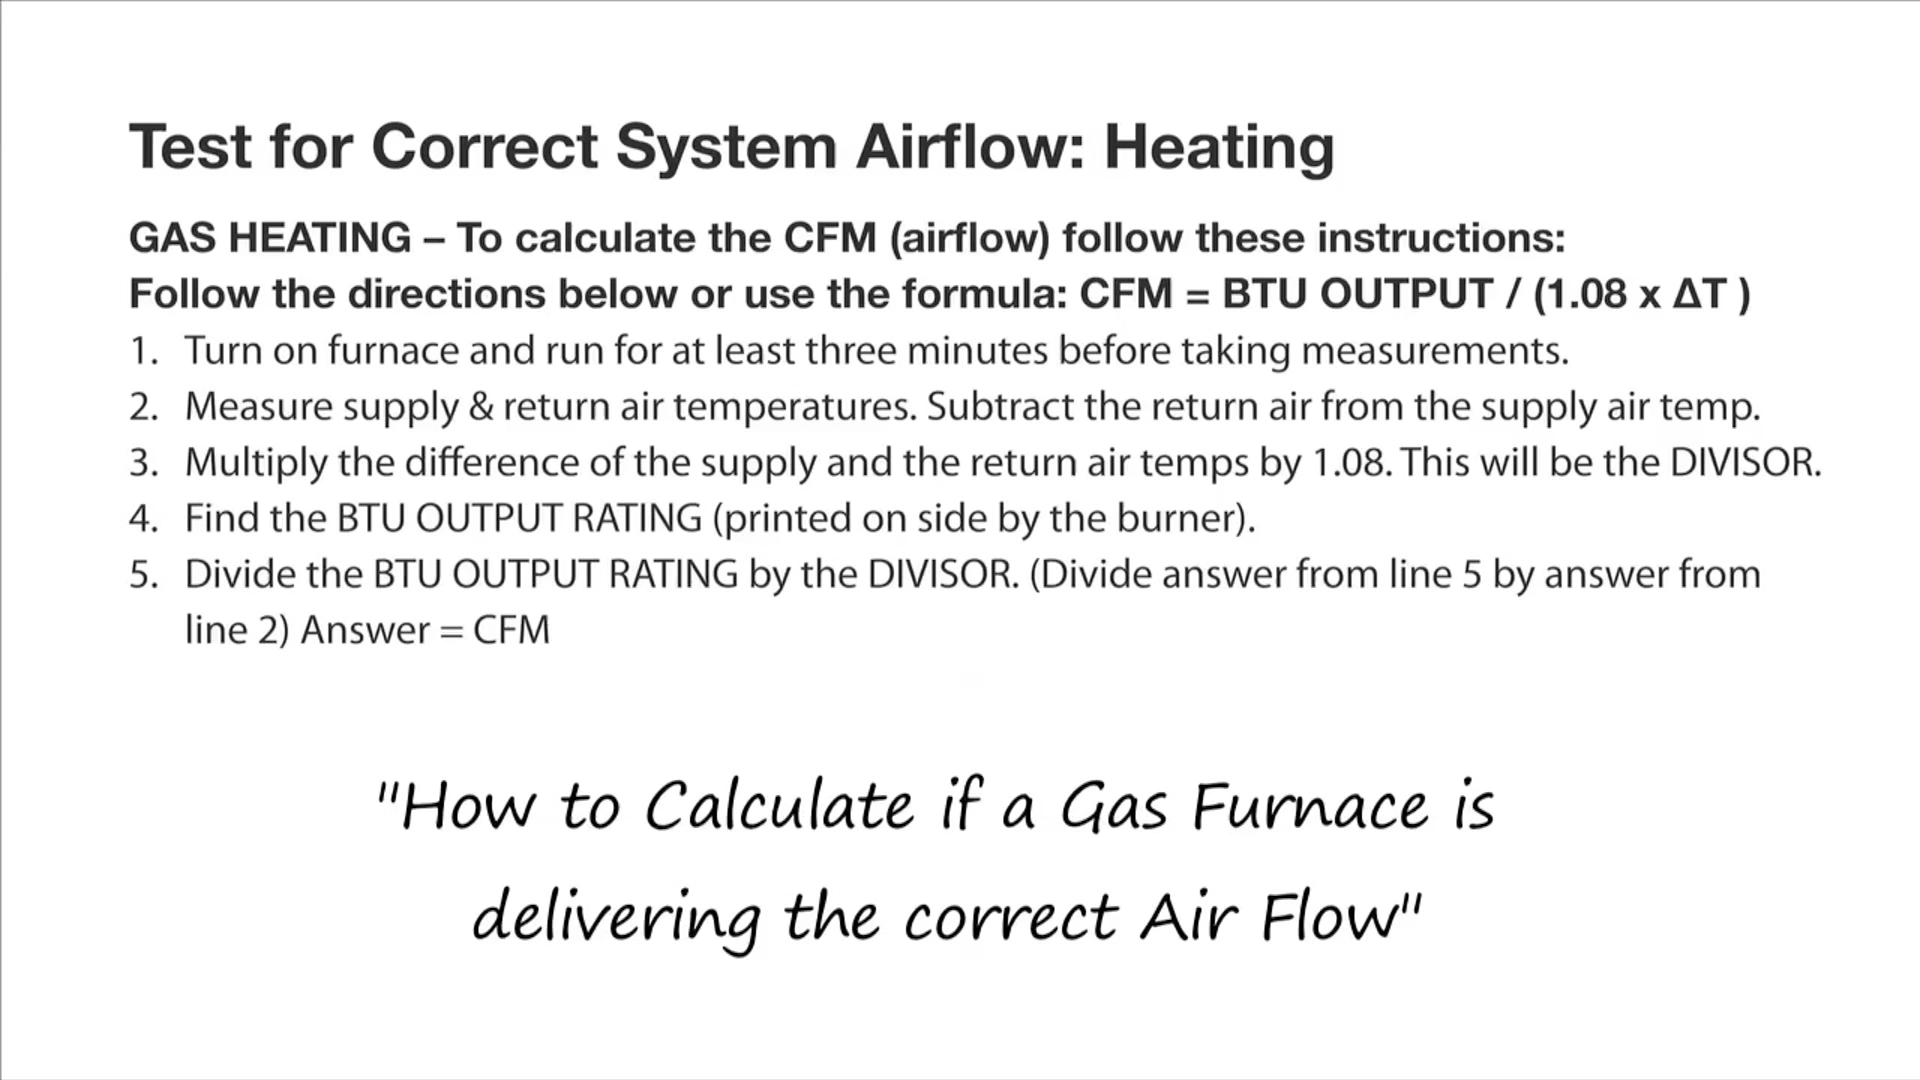 Test for Correct System Airflow: Heating
GAS HEATING – To calculate the CFM (airflow) follow these instructions:
Follow the directions below or use the formula: CFM = BTU OUTPUT / (1.08 x ΔT )
1. Turn on furnace and run for at least three minutes before taking measurements.
2. Measure supply & return air temperatures. Subtract the return air from the supply air temp.
3. Multiply the difference of the supply and the return air temps by 1.08. This will be the DIVISOR.
4. Find the BTU OUTPUT RATING (printed on side by the burner).
5. Divide the BTU OUTPUT RATING by the DIVISOR. (Divide answer from line 5 by answer from
line 2) Answer = CFM
"How to Calculate if a Gas Furnace is
delivering the correct Air Flow"